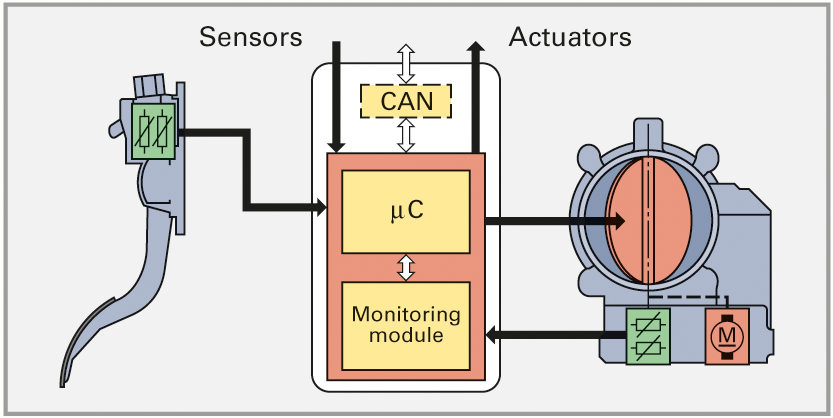 Sensors
Actuators
CAN
μC
Monitoring
module
M